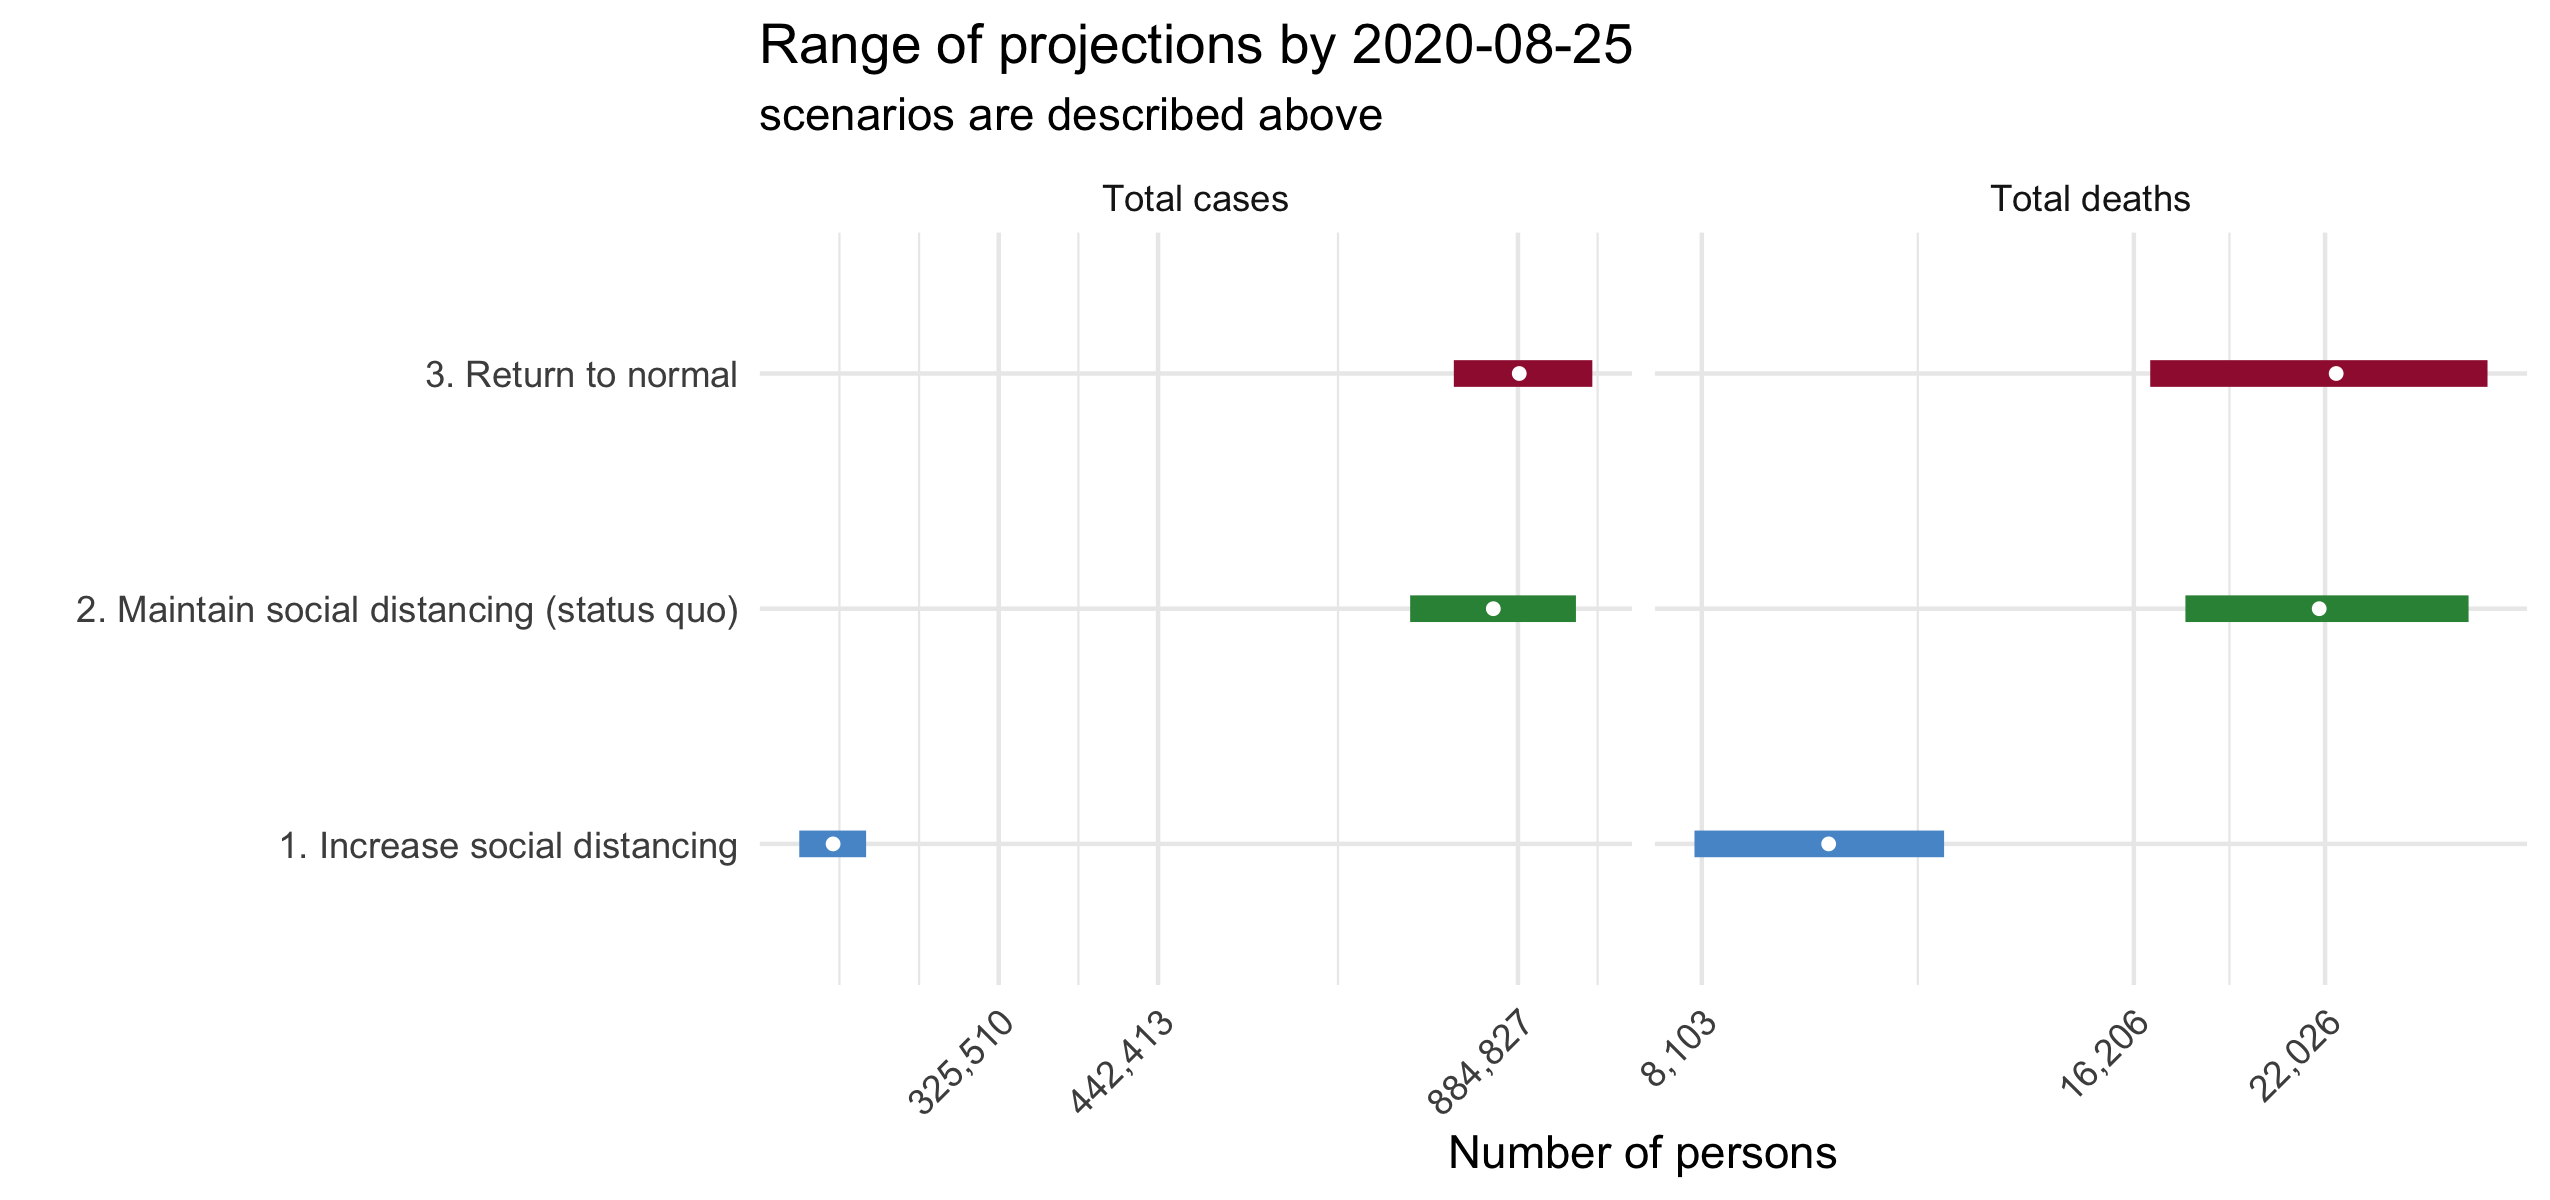 Range of projections by 2020-08-25
scenarios are described above
Total cases
Total deaths
3. Return to normal
2. Maintain social distancing (status quo)
1. Increase social distancing
325,510
442,413
884,827
8,103
16,206
22,026
Number of persons